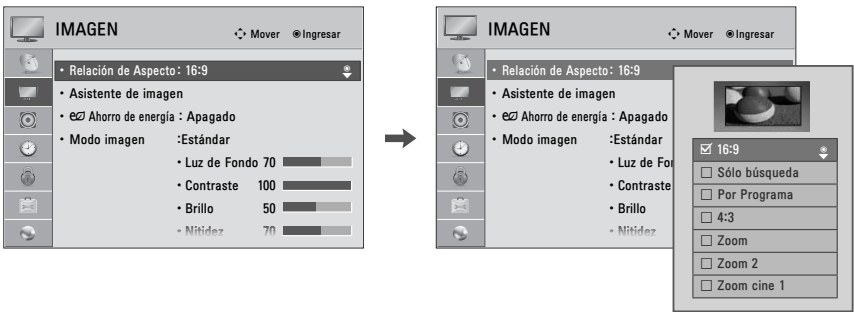 IMAGEN
Mover
Ingresar
• Relación de Aspecto: 16:9
• Asistente de imagen
• Ahorro de energía : Apagado
• Modo imagen :Estándar
• Luz de Fondo 70
• Contraste 100
• Brillo 50
• Nitidez 70
IMAGEN
Mover
Ingresar
• Relación de Aspecto: 16:9
• Asistente de imagen
• Ahorro de energía : Apagado
• Modo imagen :Estándar
• Luz de For
• Contraste
• Brillo
• Nitidez
16:9
Sólo búsqueda
Por Programa
4:3
Zoom
Zoom 2
Zoom cine 1